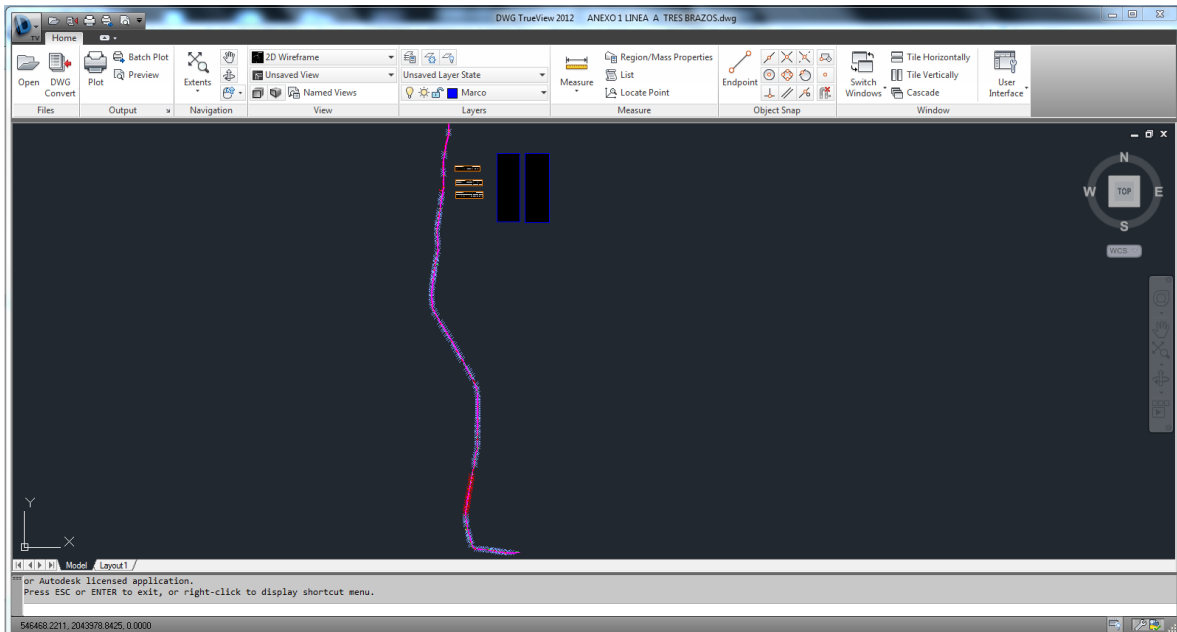 DWG TrueView 2012 ANEXO 1 LINEA A TRES BRAZOS.dwg
TV
Home
Open
DWG Convert
Files
Plot
Batch Plot
Preview
Output
Extents
Navigation
2D Wireframe
Unsaved View
Named Views
View
Unsaved Layer State
Marco
Layers
Measure
Region/Mass Properties
List
Locate Point
Measure
Endpoint
Object Snap
Switch Windows
Tile Horizontally
Tile Vertically
Cascade
Window
User Interface
N
W
TOP
E
S
WCS
Y
X
Model
Layout1
or Autodesk licensed application.
Press ESC or ENTER to exit, or right-click to display shortcut menu.
546468.2211, 2043978.8425, 0.0000